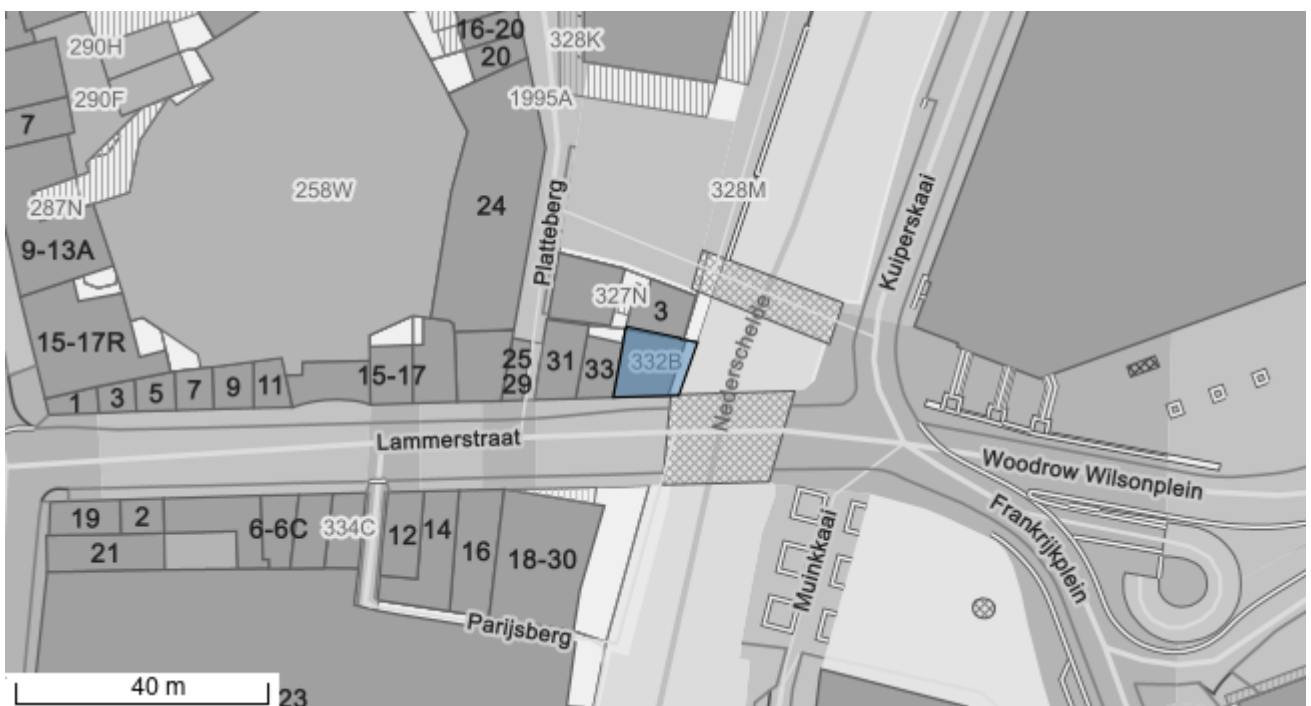 16-20
328K
290H
20
290F
1995A
7
258W
328M
287N
24
9-13A
Platteberg
Kuiperskaai
327N
3
15-17R
Nederschelde
332B
25
31
33
15-17
29
1
3
5
7
9
11
Lammerstraat
Woodrow Wilsonplein
19
2
6-6C
334C
12
14
16
18-30
21
Muinkkaai
Frankrijkplein
Parijsberg
40 m
23